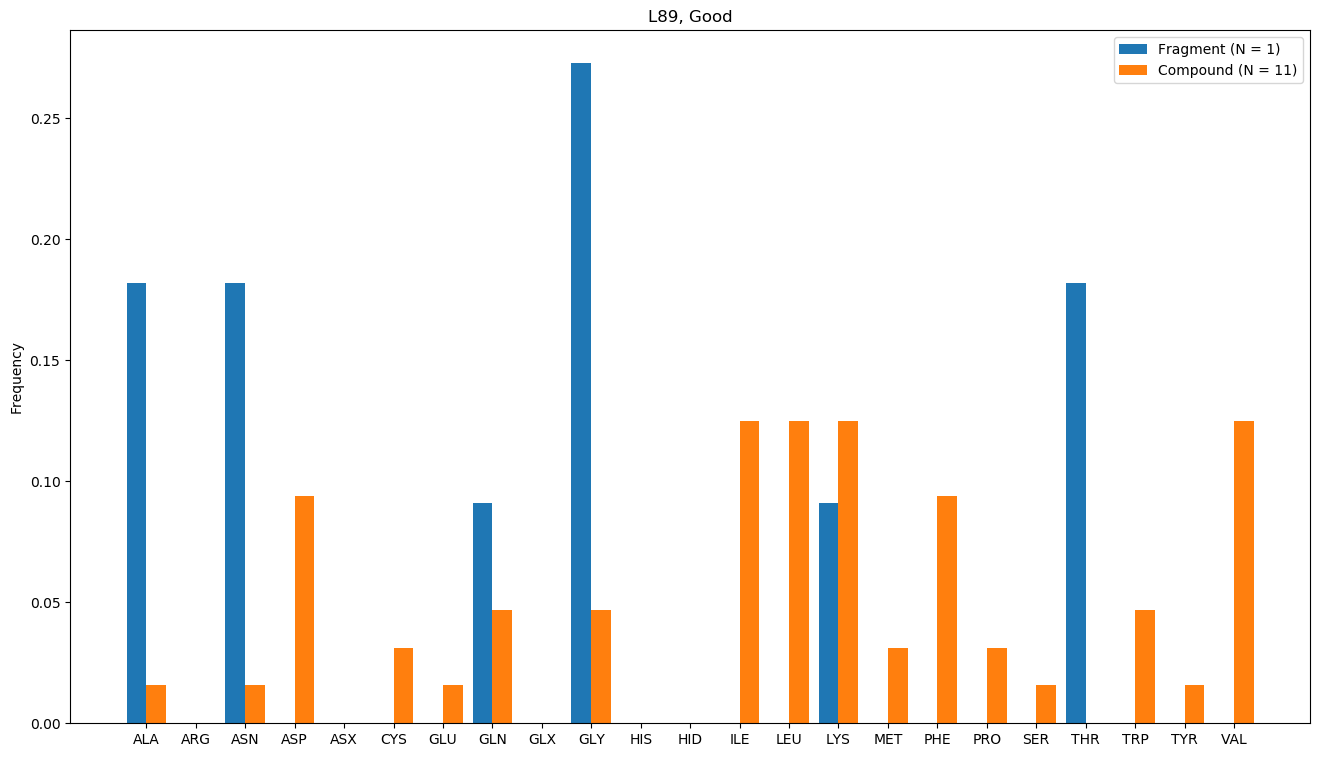 L89, Good
Fragment (N = 1)
Compound (N = 11)
Frequency
0.25
0.20
0.15
0.10
0.05
0.00
ALA ARG ASN ASP ASX CYS GLU GLN GLX GLY HIS HID ILE LEU LYS MET PHE PRO SER THR TRP TYR VAL